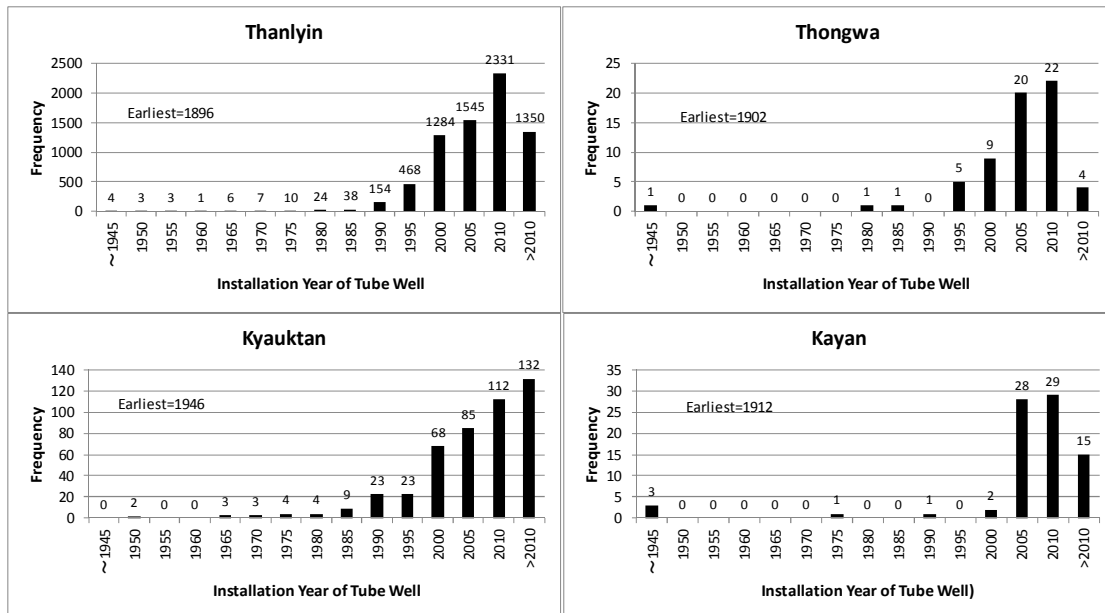 Thanlyin
Frequency
2500
2000
1500
1000
500
0
Earliest=1896
4 3 3 1 6 7 10 24 38 154 468 1284 1545 2331 1350
~1945 1950 1955 1960 1965 1970 1975 1980 1985 1990 1995 2000 2005 2010 >2010
Installation Year of Tube Well
Thongwa
Frequency
25
20
15
10
5
0
Earliest=1902
1 0 0 0 0 0 0 1 1 0 5 9 20 22 4
~1945 1950 1955 1960 1965 1970 1975 1980 1985 1990 1995 2000 2005 2010 >2010
Installation Year of Tube Well
Kyauktan
Frequency
140
120
100
80
60
40
20
0
Earliest=1946
0 2 0 0 3 3 4 4 9 23 23 68 85 112 132
~1945 1950 1955 1960 1965 1970 1975 1980 1985 1990 1995 2000 2005 2010 >2010
Installation Year of Tube Well
Kayan
Frequency
35
30
25
20
15
10
5
0
Earliest=1912
3 0 0 0 0 0 1 0 0 1 0 2 28 29 15
~1945 1950 1955 1960 1965 1970 1975 1980 1985 1990 1995 2000 2005 2010 >2010
Installation Year of Tube Well)